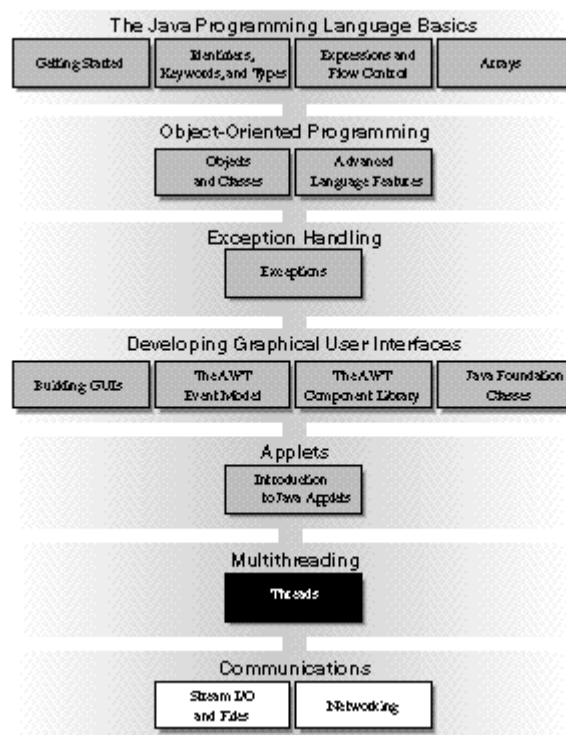 The Java Programming Language Basics
Getting Started
Identifiers,
Keywords, and Types
Expressions and
Flow Control
Arrays
Object-Oriented Programming
Objects
and Classes
Advanced
Language Features
Exception Handling
Exceptions
Developing Graphical User Interfaces
Building GUIs
The AWT
Event Model
The AWT
Component Library
Java Foundation
Classes
Applets
Introduction
to Java Applets
Multithreading
Threads
Communications
Stream I/O
and Files
Networking